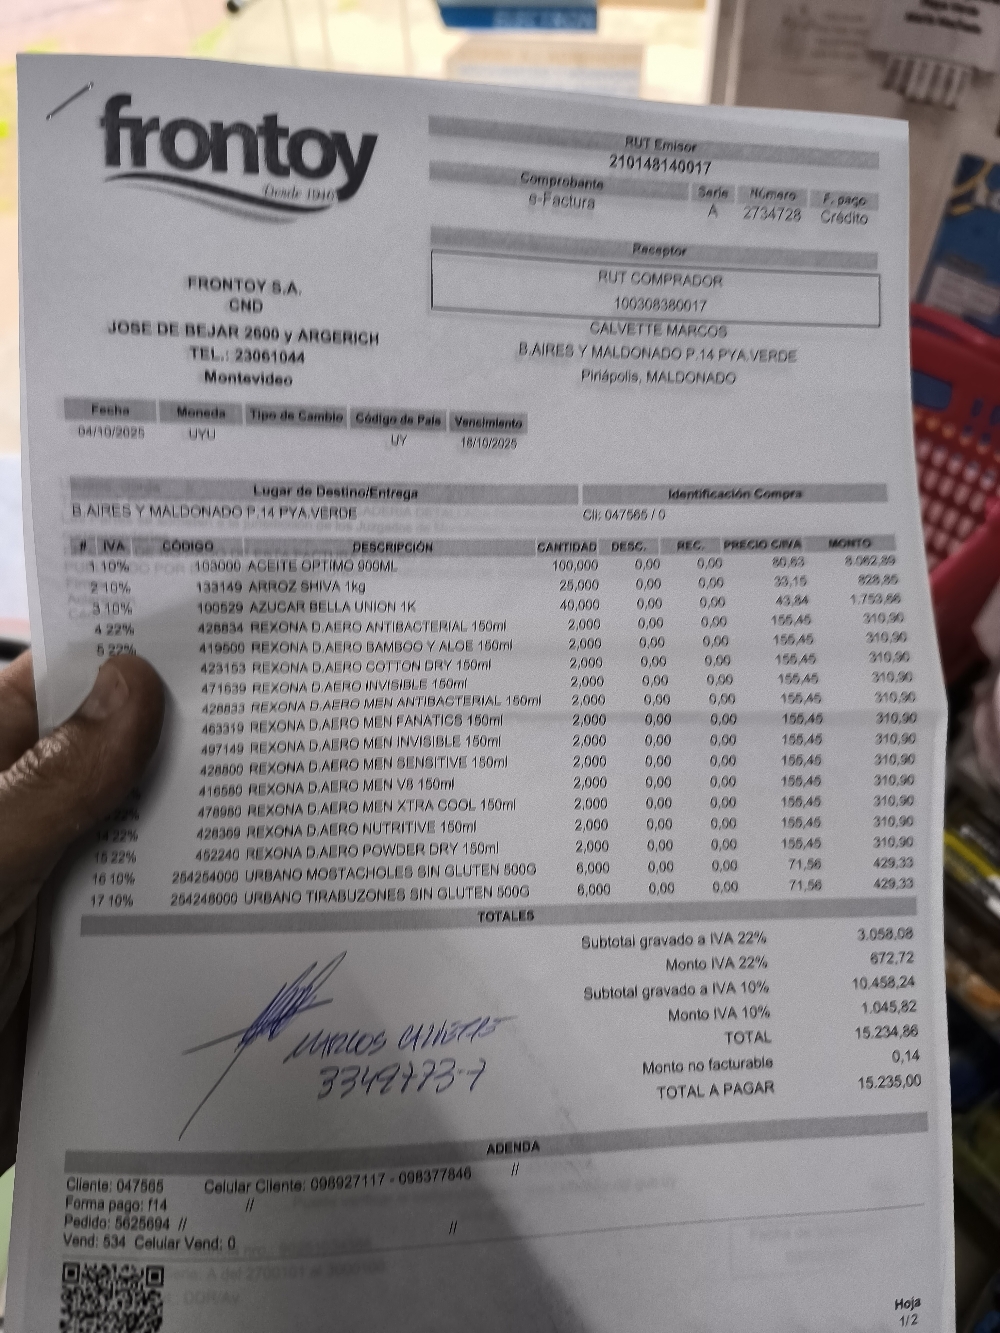 frontoy
Desde 1946
RUT Emisor
210148140017
Comprobante Serie Número F. pago
e-Factura A 2734728 Crédito
Receptor
RUT COMPRADOR
100308380017
CALVETTE MARCOS
B.AIRES Y MALDONADO P.14 PYA.VERDE
Piriápolis, MALDONADO
FRONTOY S.A.
CND
JOSE DE BEJAR 2600 y ARGERICH
TEL.: 23061044
Montevideo
Fecha Moneda Tipo de Cambio Código de País Vencimiento
04/10/2025 UYU UY 18/10/2025
Lugar de Destino/Entrega Identificación Compra
B.AIRES Y MALDONADO P.14 PYA.VERDE Cli: 047565 / 0
# IVA CÓDIGO DESCRIPCIÓN CANTIDAD DESC. REC. PRECIO C/IVA MONTO
1 10% 103000 ACEITE OPTIMO 900ML 100,000 0,00 0,00 80,63 8.062,89
2 10% 133149 ARROZ SHIVA 1kg 25,000 0,00 0,00 33,15 828,85
3 10% 100529 AZUCAR BELLA UNION 1K 40,000 0,00 0,00 43,84 1.753,66
4 22% 428834 REXONA D.AERO ANTIBACTERIAL 150ml 2,000 0,00 0,00 155,45 310,90
5 22% 419500 REXONA D.AERO BAMBOO Y ALOE 150ml 2,000 0,00 0,00 155,45 310,90
423153 REXONA D.AERO COTTON DRY 150ml 2,000 0,00 0,00 155,45 310,90
471639 REXONA D.AERO INVISIBLE 150ml 2,000 0,00 0,00 155,45 310,90
428833 REXONA D.AERO MEN ANTIBACTERIAL 150ml 2,000 0,00 0,00 155,45 310,90
463319 REXONA D.AERO MEN FANATICS 150ml 2,000 0,00 0,00 155,45 310,90
497149 REXONA D.AERO MEN INVISIBLE 150ml 2,000 0,00 0,00 155,45 310,90
428800 REXONA D.AERO MEN SENSITIVE 150ml 2,000 0,00 0,00 155,45 310,90
416580 REXONA D.AERO MEN V8 150ml 2,000 0,00 0,00 155,45 310,90
478980 REXONA D.AERO MEN XTRA COOL 150ml 2,000 0,00 0,00 155,45 310,90
14 22% 428369 REXONA D.AERO NUTRITIVE 150ml 2,000 0,00 0,00 155,45 310,90
15 22% 452240 REXONA D.AERO POWDER DRY 150ml 2,000 0,00 0,00 155,45 310,90
16 10% 254254000 URBANO MOSTACHOLES SIN GLUTEN 500G 6,000 0,00 0,00 71,56 429,33
17 10% 254248000 URBANO TIRABUZONES SIN GLUTEN 500G 6,000 0,00 0,00 71,56 429,33
TOTALES
Subtotal gravado a IVA 22% 3.058,08
Monto IVA 22% 672,72
Subtotal gravado a IVA 10% 10.458,24
Monto IVA 10% 1.045,82
TOTAL 15.234,86
Monto no facturable 0,14
TOTAL A PAGAR 15.235,00
MARCOS CALVETTE
3349773-7
ADENDA
Cliente: 047565 Celular Cliente: 098927117 - 098377846 //
Forma pago: f14 //
Pedido: 5625694 // //
Vend: 534 Celular Vend: 0
Hoja
1/2